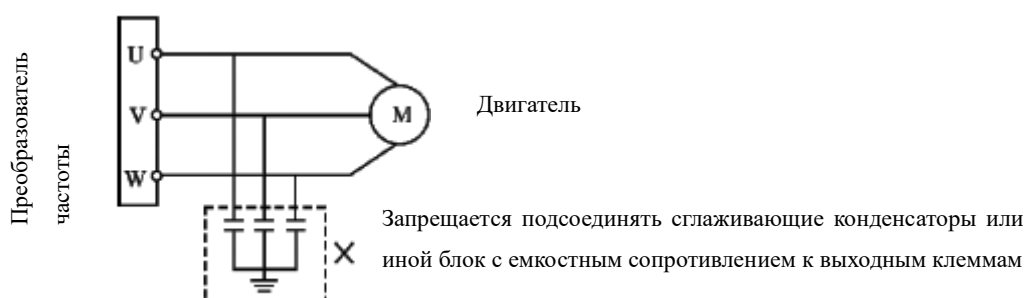 Преобразователь
частоты
U
V
W
M
Двигатель
Запрещается подсоединять сглаживающие конденсаторы или
иной блок с емкостным сопротивлением к выходным клеммам